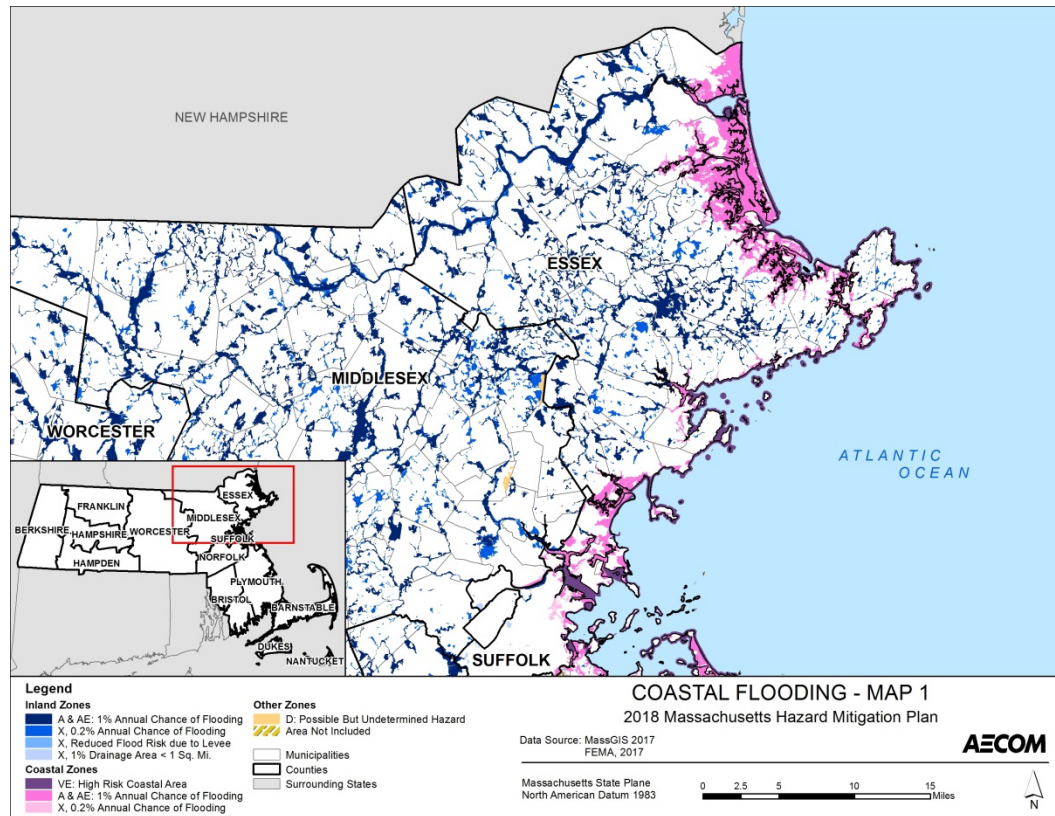 NEW HAMPSHIRE
ESSEX
MIDDLESEX
WORCESTER
ATLANTIC
OCEAN
SUFFOLK
ESSEX
FRANKLIN
MIDDLESEX
BERKSHIRE
HAMPSHIRE
WORCESTER
SUFFOLK
NORFOLK
HAMPDEN
PLYMOUTH
BRISTOL
BARNSTABLE
DUKES
NANTUCKET
Legend
Inland Zones
A & AE: 1% Annual Chance of Flooding
X, 0.2% Annual Chance of Flooding
X, Reduced Flood Risk due to Levee
X, 1% Drainage Area < 1 Sq. Mi.
Coastal Zones
VE: High Risk Coastal Area
A & AE: 1% Annual Chance of Flooding
X, 0.2% Annual Chance of Flooding
Other Zones
D: Possible But Undetermined Hazard
Area Not Included
Municipalities
Counties
Surrounding States
COASTAL FLOODING - MAP 1
2018 Massachusetts Hazard Mitigation Plan
Data Source: MassGIS 2017
FEMA, 2017
AECOM
Massachusetts State Plane
North American Datum 1983
0 2.5 5 10 15
Miles
N